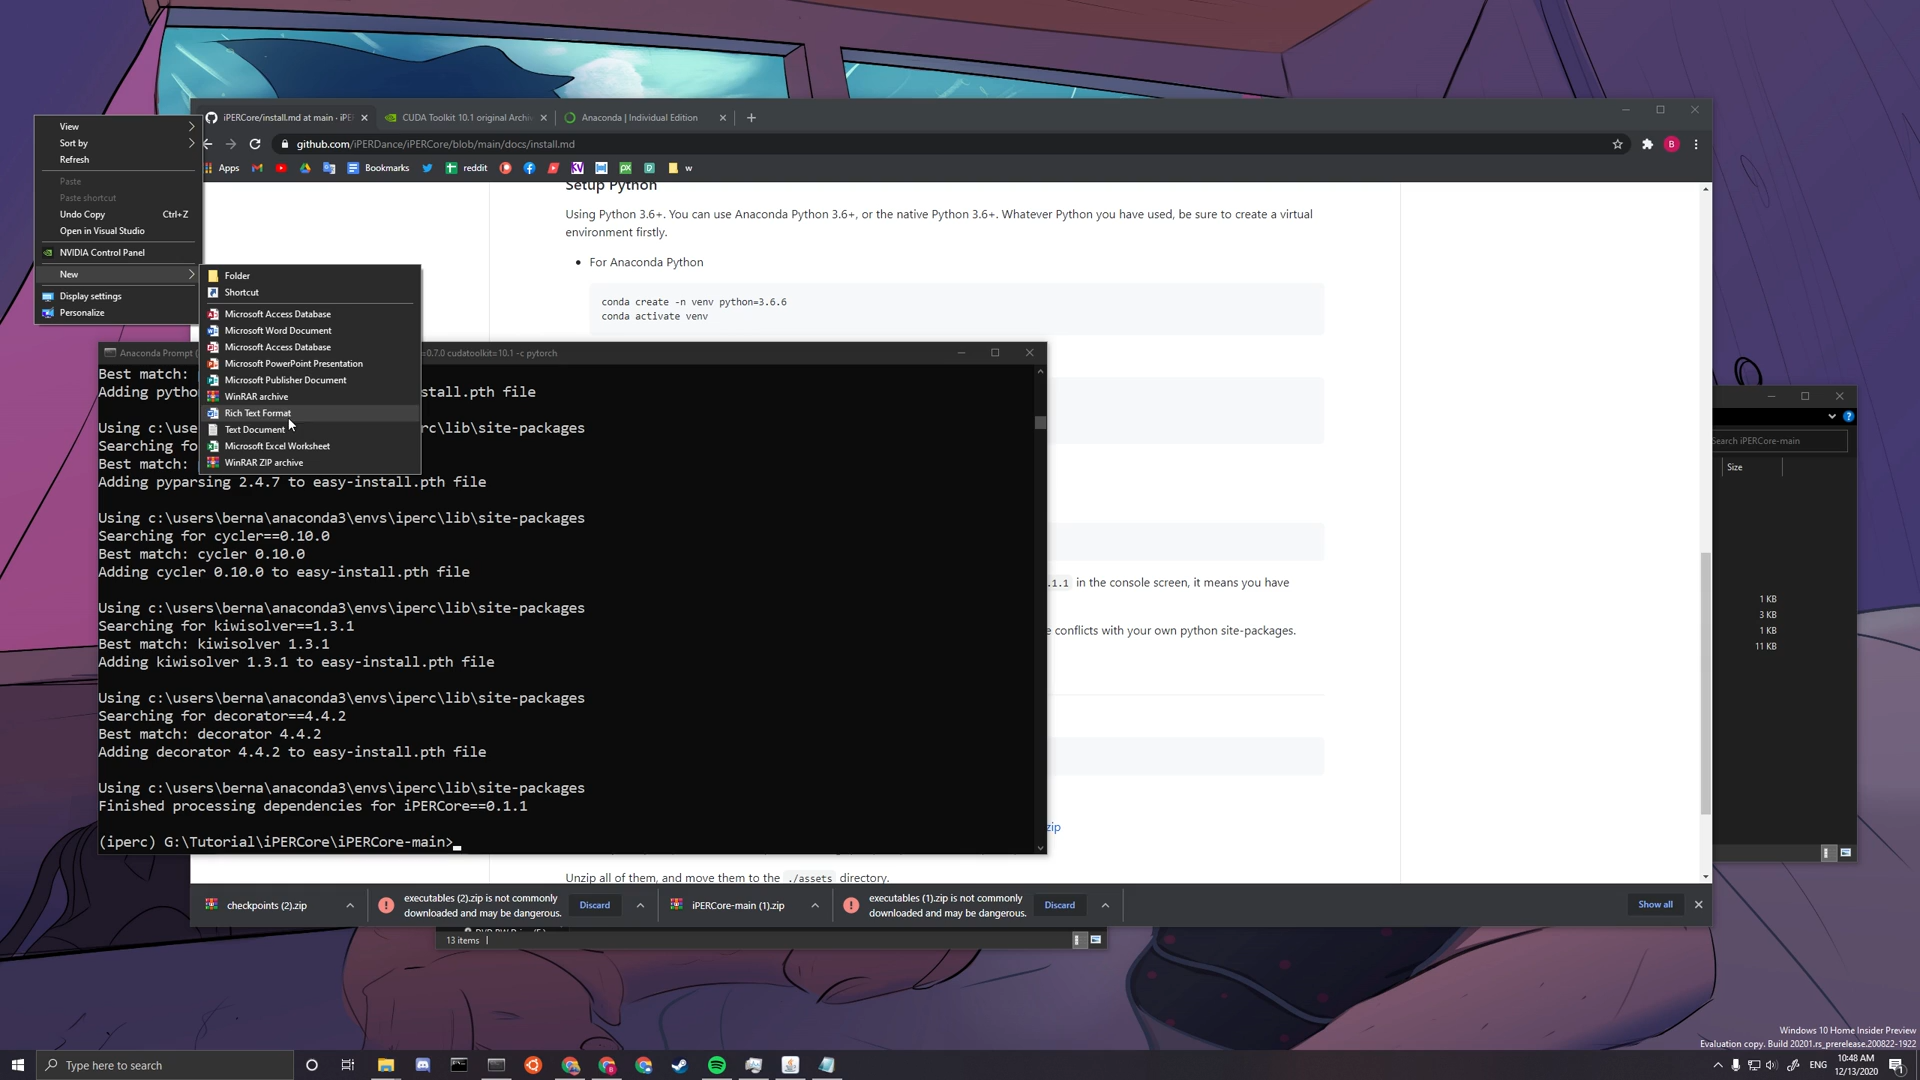 iPERCore/install.md at main · iPE
CUDA Toolkit 10.1 original Archi
Anaconda | Individual Edition
github.com/iPERDance/iPERCore/blob/main/docs/install.md
Apps
Bookmarks
reddit
w
View
Sort by
Refresh
Paste
Paste shortcut
Undo Copy Ctrl+Z
Open in Visual Studio
NVIDIA Control Panel
New
Display settings
Personalize
Folder
Shortcut
Microsoft Access Database
Microsoft Word Document
Microsoft Access Database
Microsoft PowerPoint Presentation
Microsoft Publisher Document
WinRAR archive
Rich Text Format
Text Document
Microsoft Excel Worksheet
WinRAR ZIP archive
Setup Python
Using Python 3.6+. You can use Anaconda Python 3.6+, or the native Python 3.6+. Whatever Python you have used, be sure to create a virtual
environment firstly.
For Anaconda Python
conda create -n venv python=3.6.6
conda activate venv
.1.1 in the console screen, it means you have
e conflicts with your own python site-packages.
zip
Unzip all of them, and move them to the ./assets directory.
Anaconda Prompt ( =0.7.0 cudatoolkit=10.1 -c pytorch
Best match:
Adding pytho stall.pth file
Using c:\use rc\lib\site-packages
Searching fo
Best match:
Adding pyparsing 2.4.7 to easy-install.pth file
Using c:\users\berna\anaconda3\envs\iperc\lib\site-packages
Searching for cycler==0.10.0
Best match: cycler 0.10.0
Adding cycler 0.10.0 to easy-install.pth file
Using c:\users\berna\anaconda3\envs\iperc\lib\site-packages
Searching for kiwisolver==1.3.1
Best match: kiwisolver 1.3.1
Adding kiwisolver 1.3.1 to easy-install.pth file
Using c:\users\berna\anaconda3\envs\iperc\lib\site-packages
Searching for decorator==4.4.2
Best match: decorator 4.4.2
Adding decorator 4.4.2 to easy-install.pth file
Using c:\users\berna\anaconda3\envs\iperc\lib\site-packages
Finished processing dependencies for iPERCore==0.1.1
(iperc) G:\Tutorial\iPERCore\iPERCore-main>
Search iPERCore-main
Size
1 KB
3 KB
1 KB
11 KB
checkpoints (2).zip
executables (2).zip is not commonly
downloaded and may be dangerous.
Discard
iPERCore-main (1).zip
executables (1).zip is not commonly
downloaded and may be dangerous.
Discard
Show all
13 items
Windows 10 Home Insider Preview
Evaluation copy. Build 20201.rs_prerelease.200822-1922
Type here to search
ENG
10:48 AM
12/13/2020